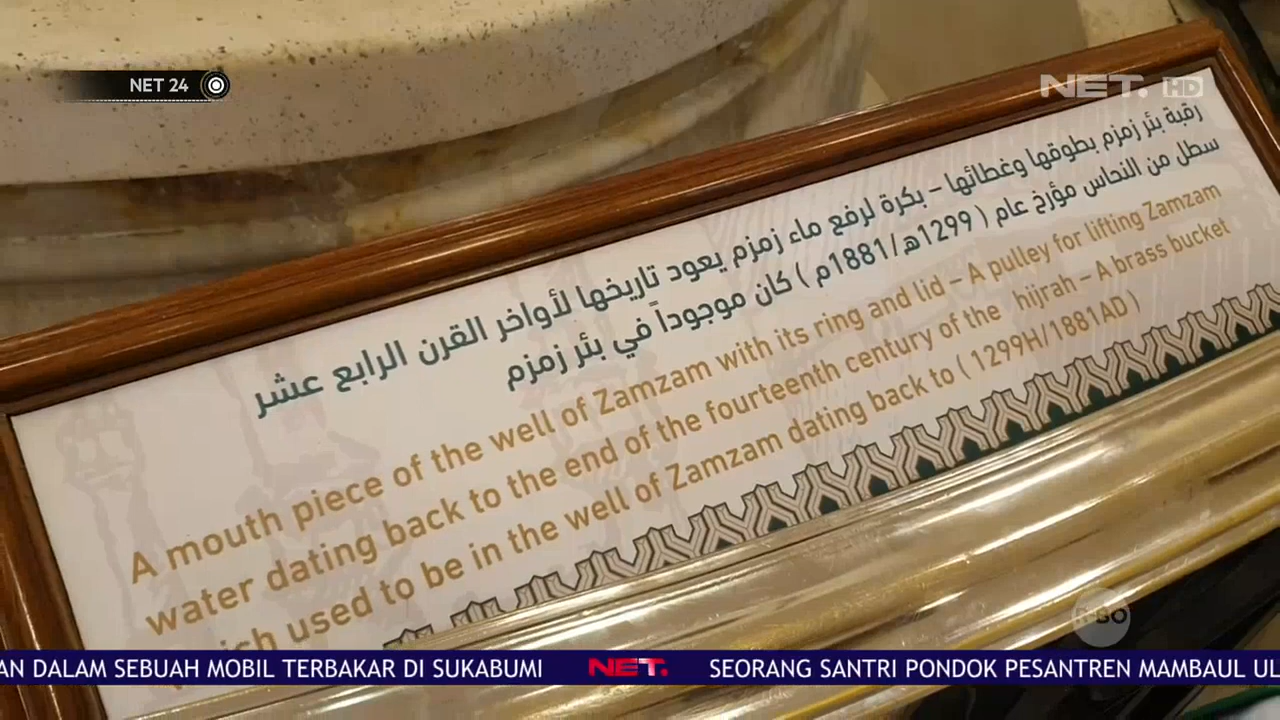 NET 24
NET. HD
رقبة بئر زمزم بطوقها وغطائها – بكرة لرفع ماء زمزم يعود تاريخها لأواخر القرن الرابع عشر
سطل من النحاس مؤرخ عام ( 1299هـ/1881م ) كان موجوداً في بئر زمزم
A mouth piece of the well of Zamzam with its ring and lid – A pulley for lifting Zamzam
water dating back to the end of the fourteenth century of the hijrah – A brass bucket
which used to be in the well of Zamzam dating back to ( 1299H/1881AD )
AN DALAM SEBUAH MOBIL TERBAKAR DI SUKABUMI NET. SEORANG SANTRI PONDOK PESANTREN MAMBAUL UL